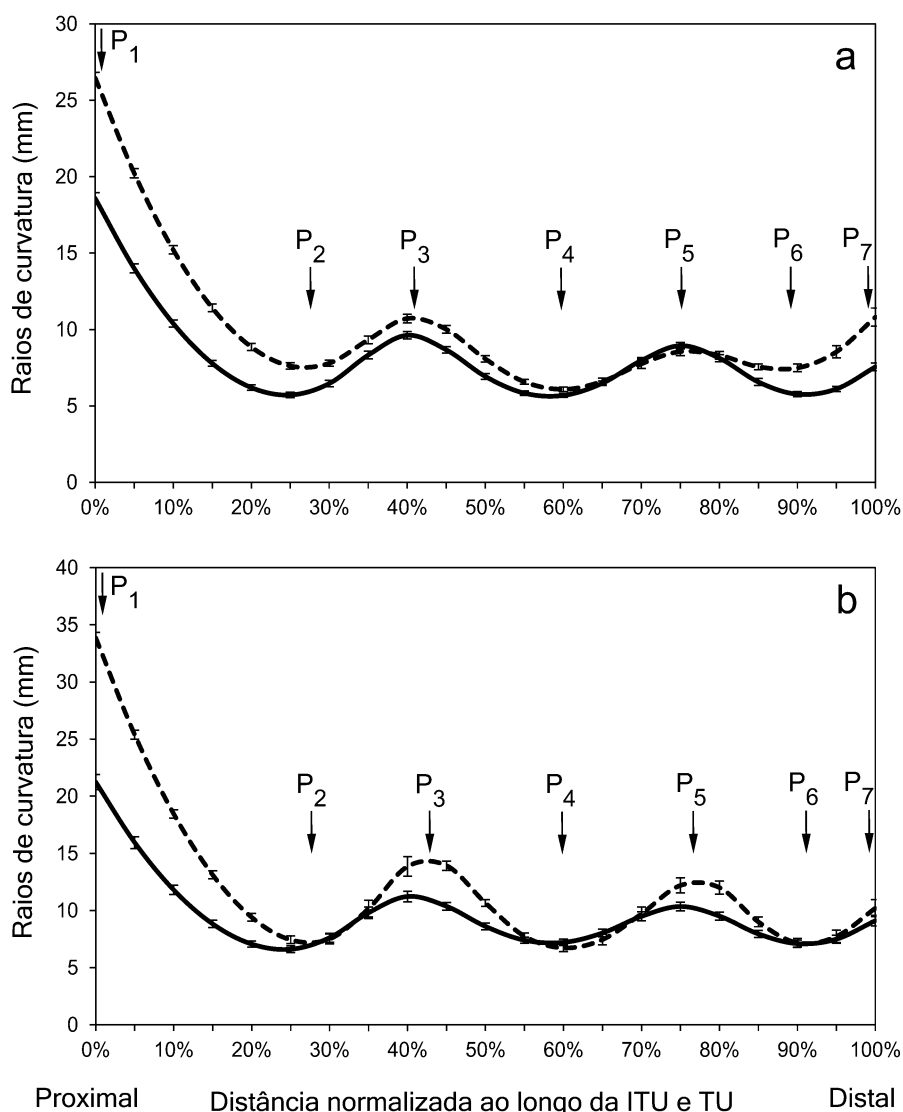 a
Raios de curvatura (mm)
30
25
20
15
10
5
0
P1
P2
P3
P4
P5
P6
P7
0% 10% 20% 30% 40% 50% 60% 70% 80% 90% 100%
b
Raios de curvatura (mm)
40
35
30
25
20
15
10
5
0
P1
P2
P3
P4
P5
P6
P7
0% 10% 20% 30% 40% 50% 60% 70% 80% 90% 100%
Proximal Distância normalizada ao longo da ITU e TU Distal